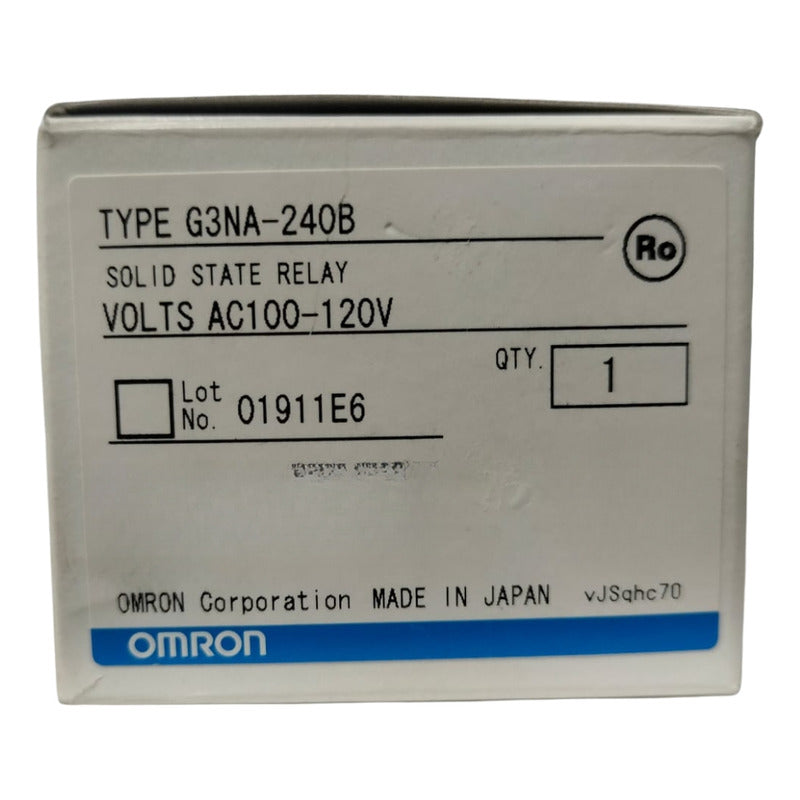 TYPE G3NA-240B
Ro
SOLID STATE RELAY
VOLTS AC100-120V
QTY. 1
Lot No. 01911E6
OMRON Corporation MADE IN JAPAN vJSqhc70
OMRON